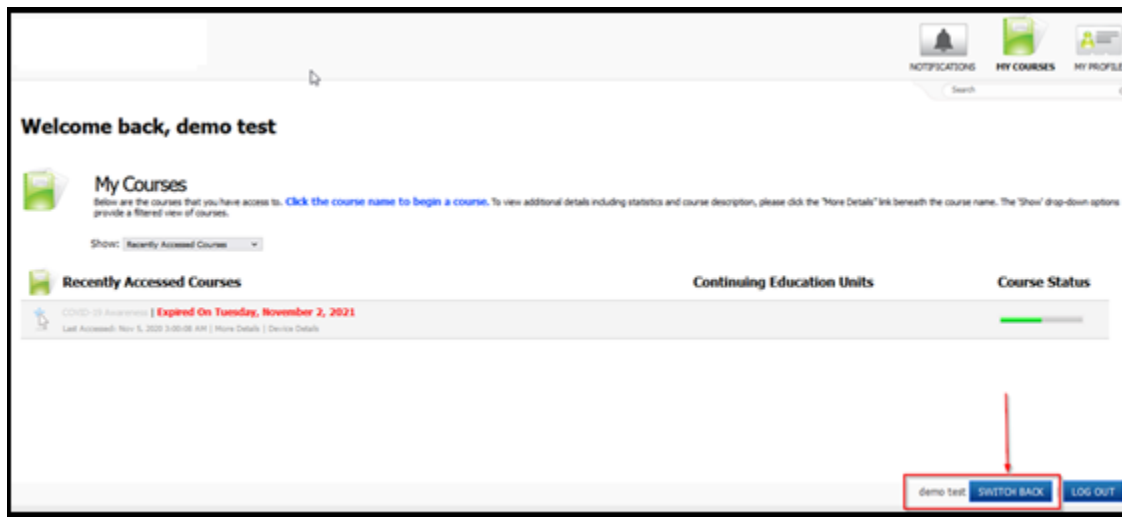 NOTIFICATIONS MY COURSES MY PROFILE
Search
Welcome back, demo test
My Courses
Below are the courses that you have access to. Click the course name to begin a course. To view additional details including statistics and course description, please click the "More Details" link beneath the course name. The 'Show' drop-down options
provide a filtered view of courses.
Show: Recently Accessed Courses
Recently Accessed Courses Continuing Education Units Course Status
COVID-19 Awareness | Expired On Tuesday, November 2, 2021
Last Accessed: Nov 5, 2020 3:00:08 AM | More Details | Device Details
demo test SWITCH BACK LOG OUT